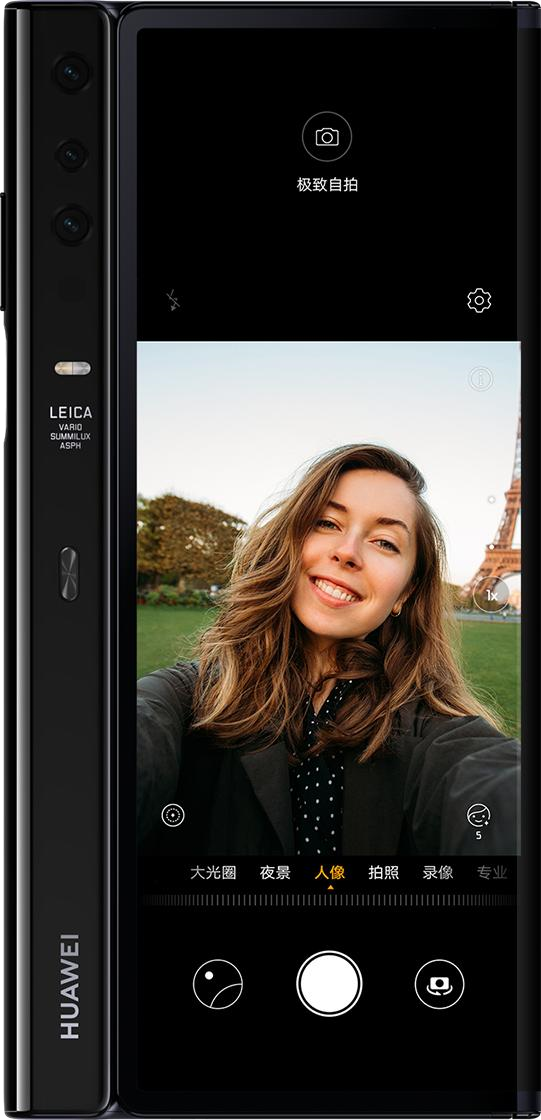 极致自拍
LEICA
VARIO
SUMMILUX
ASPH
1x
5
大光圈 夜景 人像 拍照 录像 专业
HUAWEI